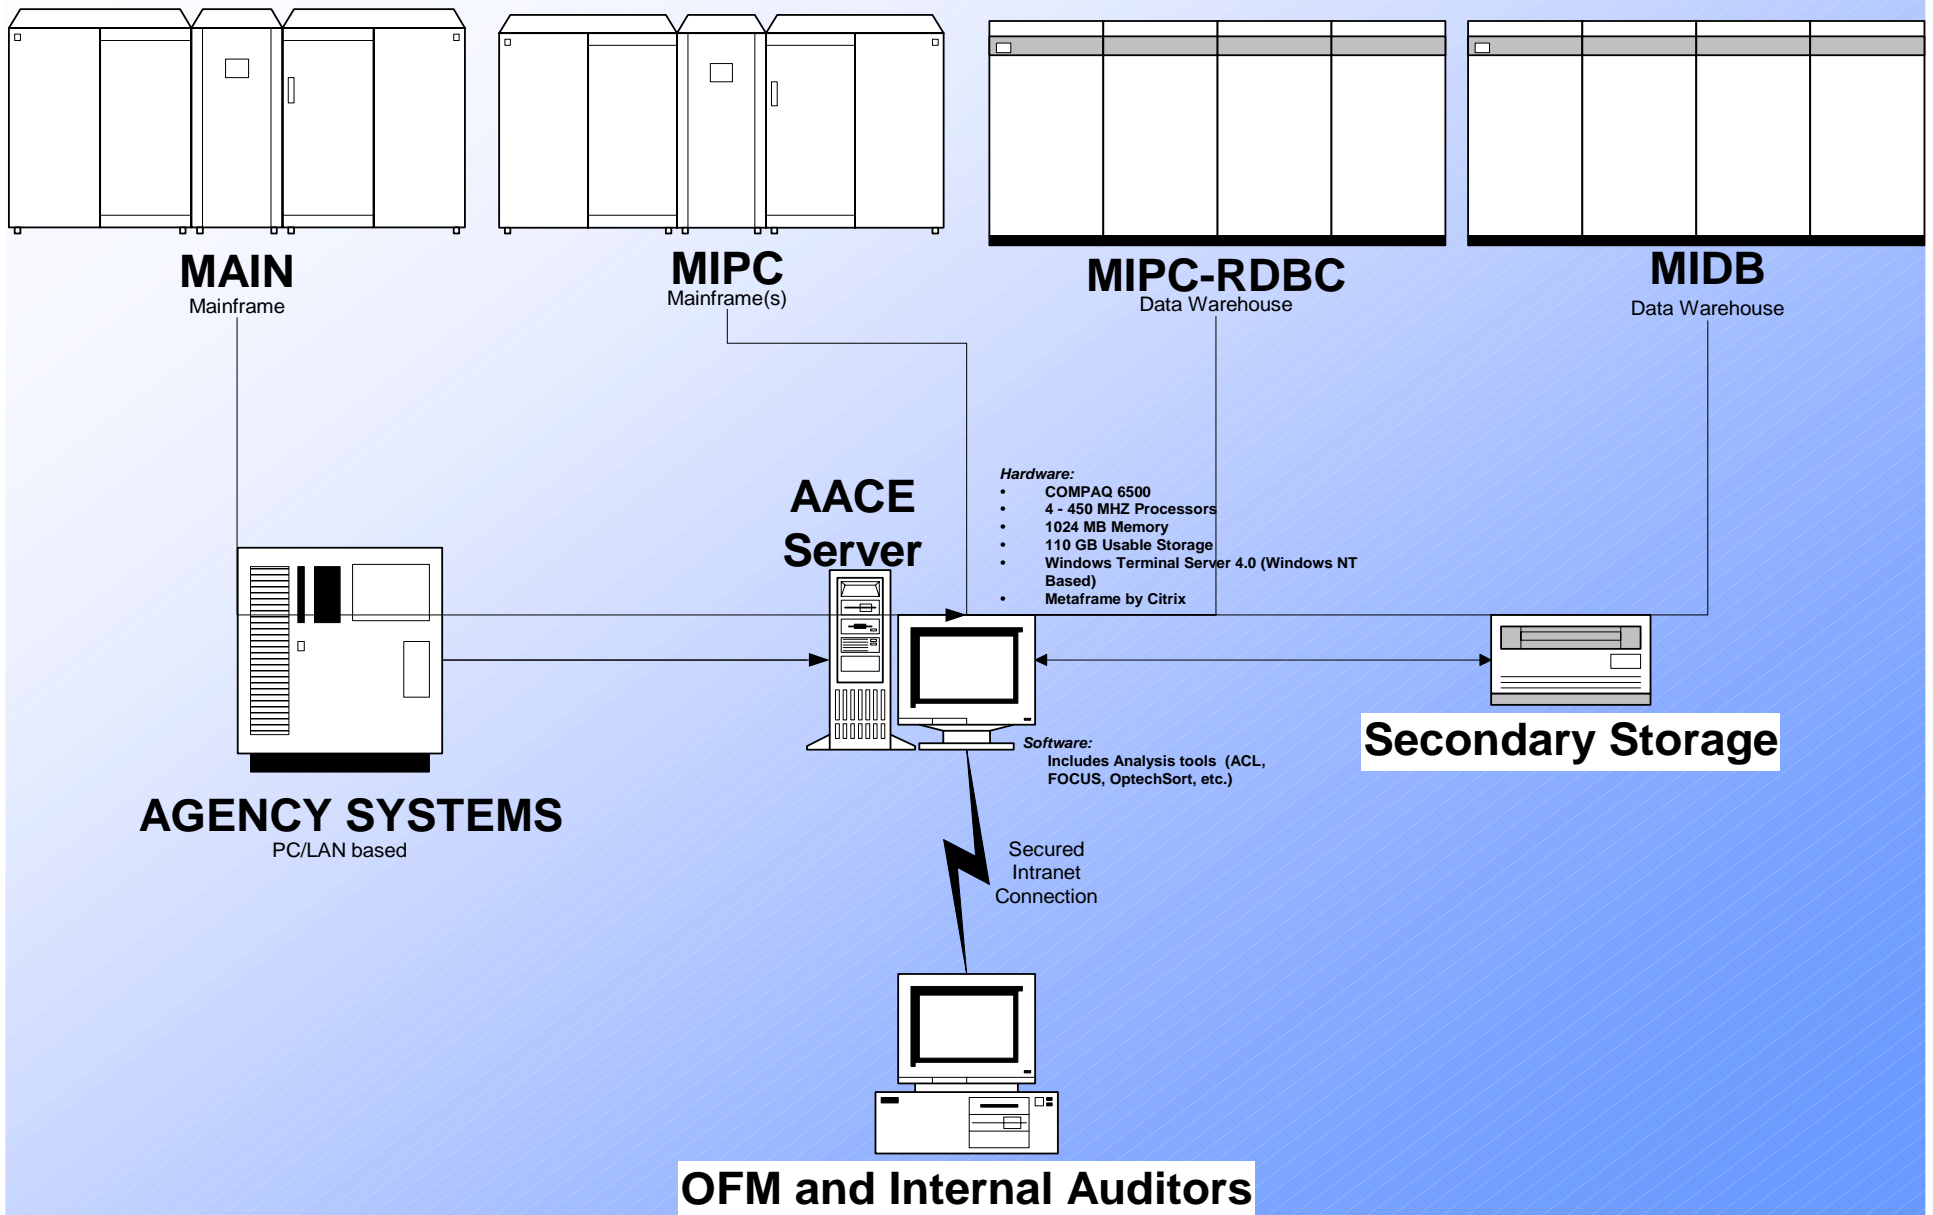 MAIN
Mainframe
MIPC
Mainframe(s)
MIPC-RDBC
Data Warehouse
MIDB
Data Warehouse
AACE
Server
Hardware:
• COMPAQ 6500
• 4 - 450 MHZ Processors
• 1024 MB Memory
• 110 GB Usable Storage
• Windows Terminal Server 4.0 (Windows NT
Based)
• Metaframe by Citrix
Secondary Storage
Software:
Includes Analysis tools (ACL,
FOCUS, OptechSort, etc.)
AGENCY SYSTEMS
PC/LAN based
Secured
Intranet
Connection
OFM and Internal Auditors